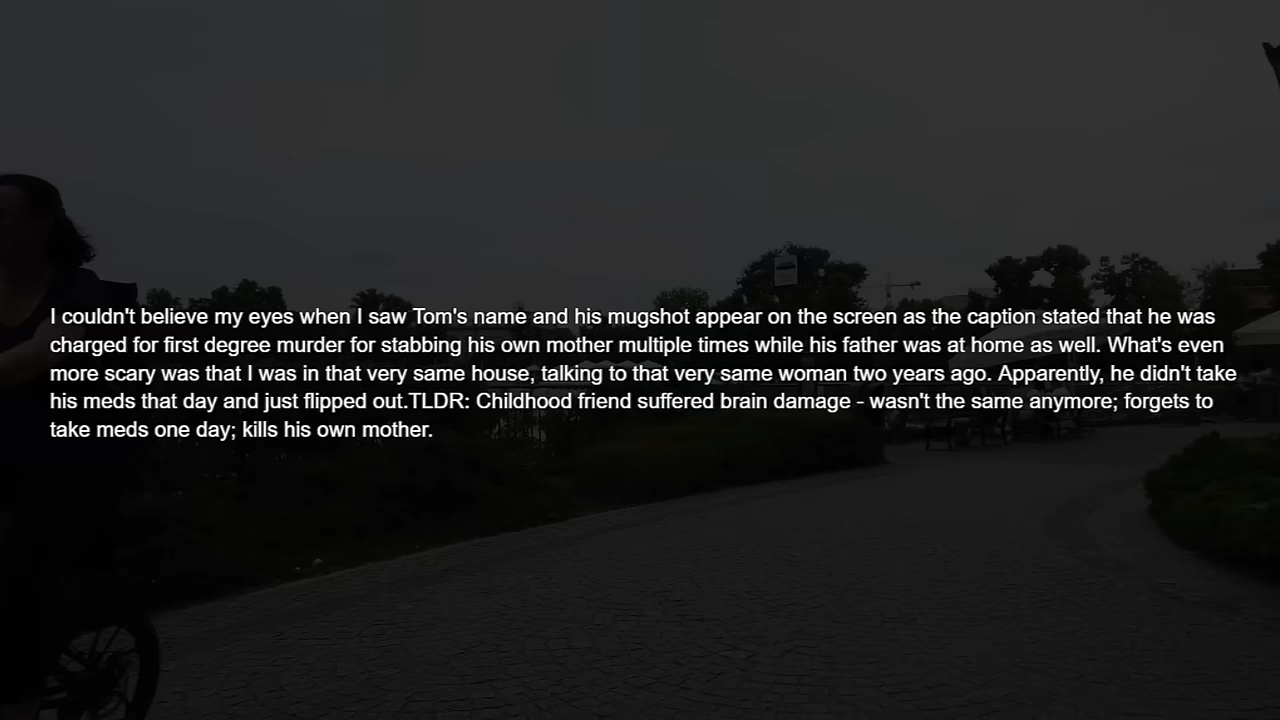 I couldn't believe my eyes when I saw Tom's name and his mugshot appear on the screen as the caption stated that he was
charged for first degree murder for stabbing his own mother multiple times while his father was at home as well. What's even
more scary was that I was in that very same house, talking to that very same woman two years ago. Apparently, he didn't take
his meds that day and just flipped out.TLDR: Childhood friend suffered brain damage - wasn't the same anymore; forgets to
take meds one day; kills his own mother.